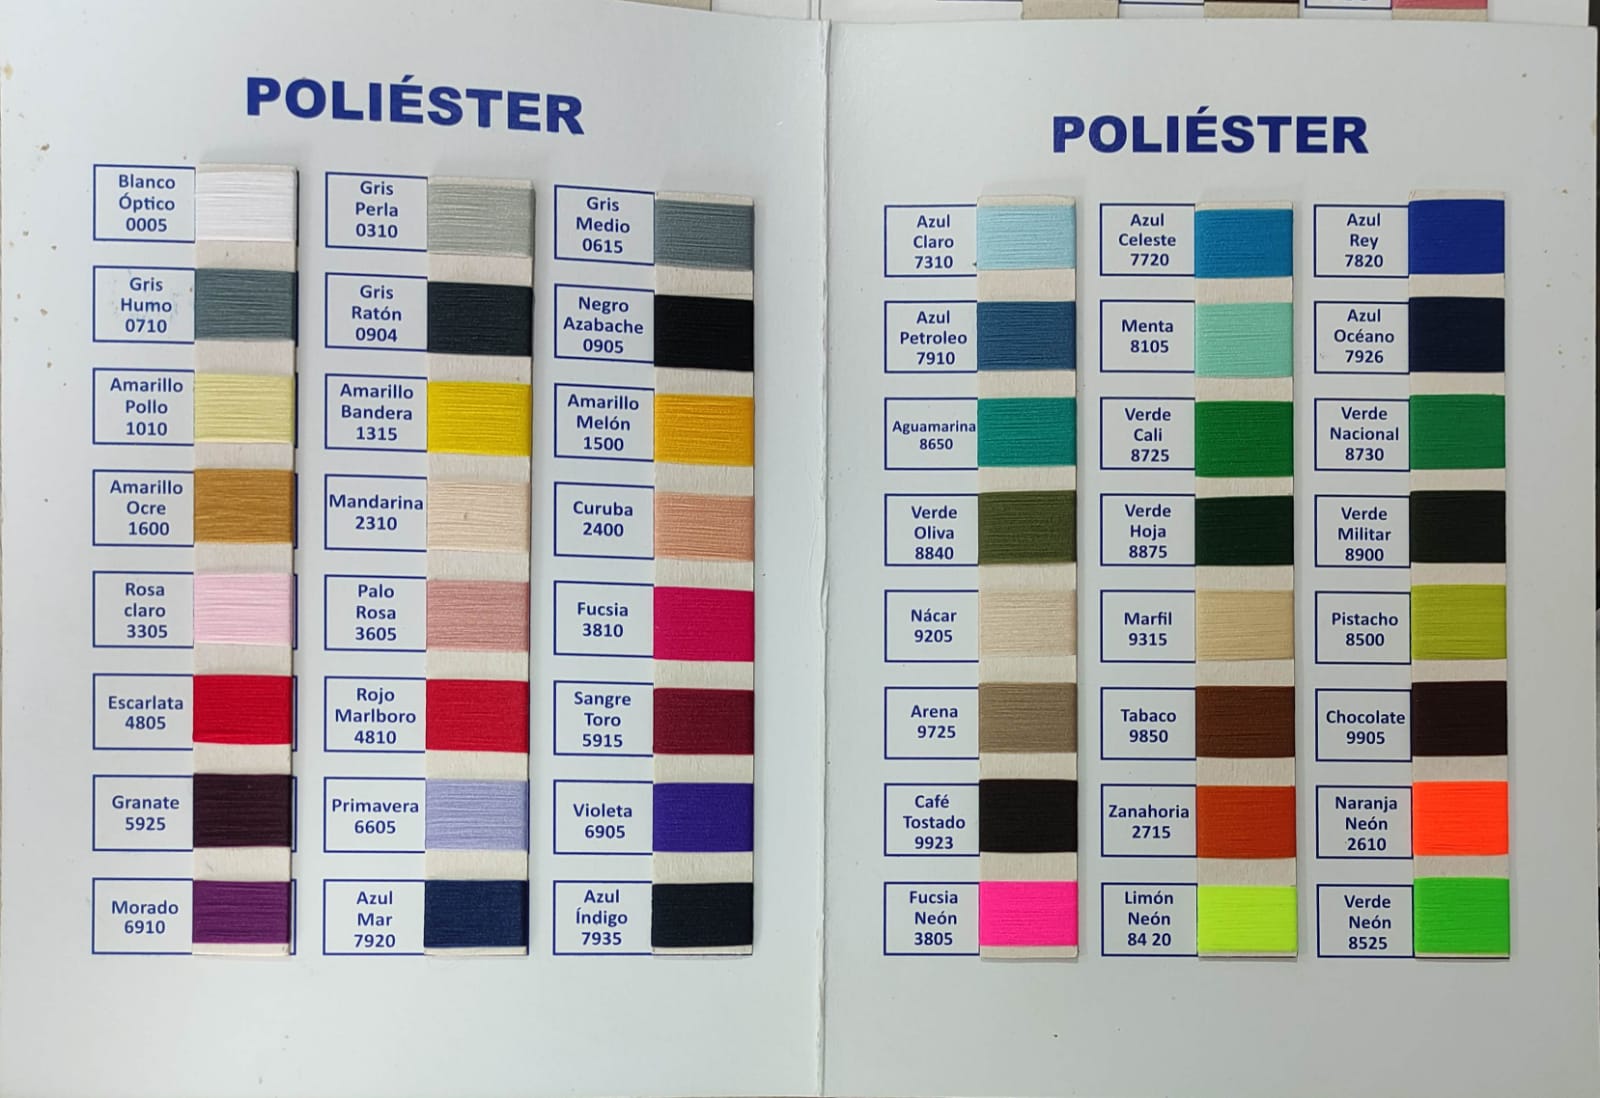 POLIÉSTER
Blanco
Óptico
0005
Gris
Perla
0310
Gris
Medio
0615
Gris
Humo
0710
Gris
Ratón
0904
Negro
Azabache
0905
Amarillo
Pollo
1010
Amarillo
Bandera
1315
Amarillo
Melón
1500
Amarillo
Ocre
1600
Mandarina
2310
Curuba
2400
Rosa
claro
3305
Palo
Rosa
3605
Fucsia
3810
Escarlata
4805
Rojo
Marlboro
4810
Sangre
Toro
5915
Granate
5925
Primavera
6605
Violeta
6905
Morado
6910
Azul
Mar
7920
Azul
Índigo
7935
POLIÉSTER
Azul
Claro
7310
Azul
Celeste
7720
Azul
Rey
7820
Azul
Petroleo
7910
Menta
8105
Azul
Océano
7926
Aguamarina
8650
Verde
Cali
8725
Verde
Nacional
8730
Verde
Oliva
8840
Verde
Hoja
8875
Verde
Militar
8900
Nácar
9205
Marfil
9315
Pistacho
8500
Arena
9725
Tabaco
9850
Chocolate
9905
Café
Tostado
9923
Zanahoria
2715
Naranja
Neón
2610
Fucsia
Neón
3805
Limón
Neón
84 20
Verde
Neón
8525